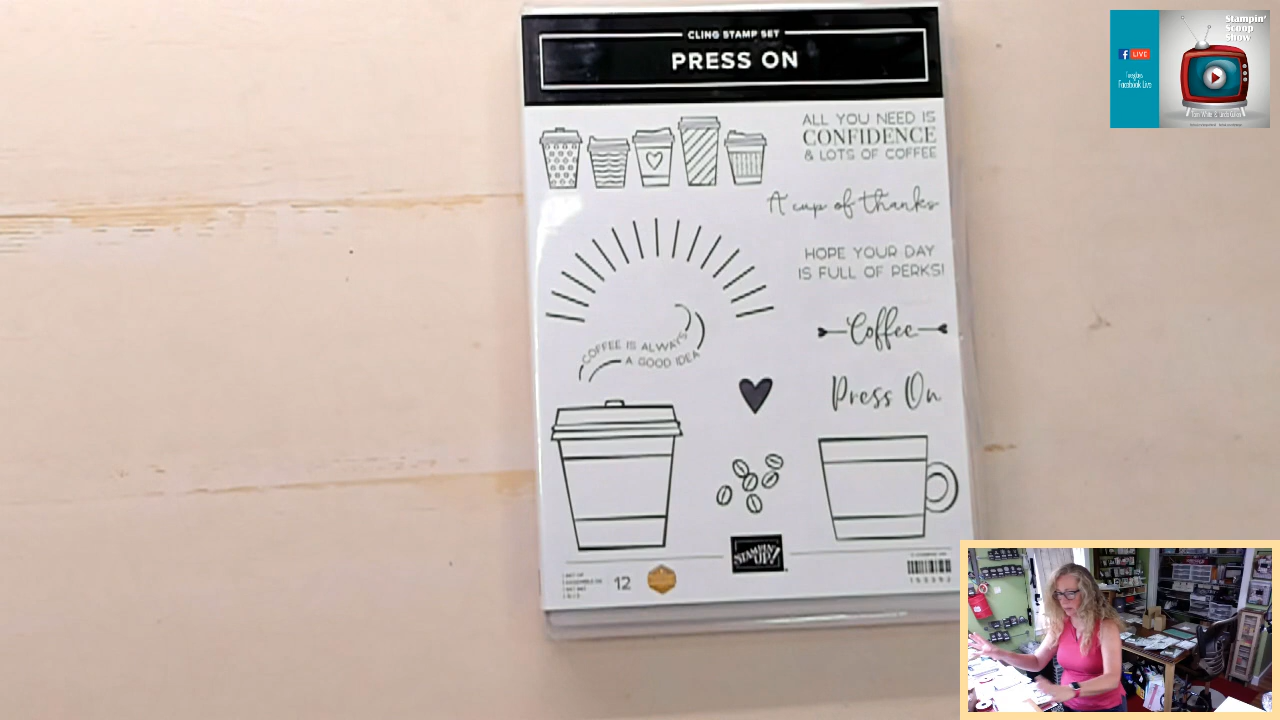 CLING STAMP SET
PRESS ON
ALL YOU NEED IS
CONFIDENCE
& LOTS OF COFFEE
A cup of thanks
HOPE YOUR DAY
IS FULL OF PERKS!
Coffee
COFFEE IS ALWAYS
A GOOD IDEA
Press On
STAMPIN' UP!
12
Stampin'
Scoop
Show
f LIVE
Facebook Live